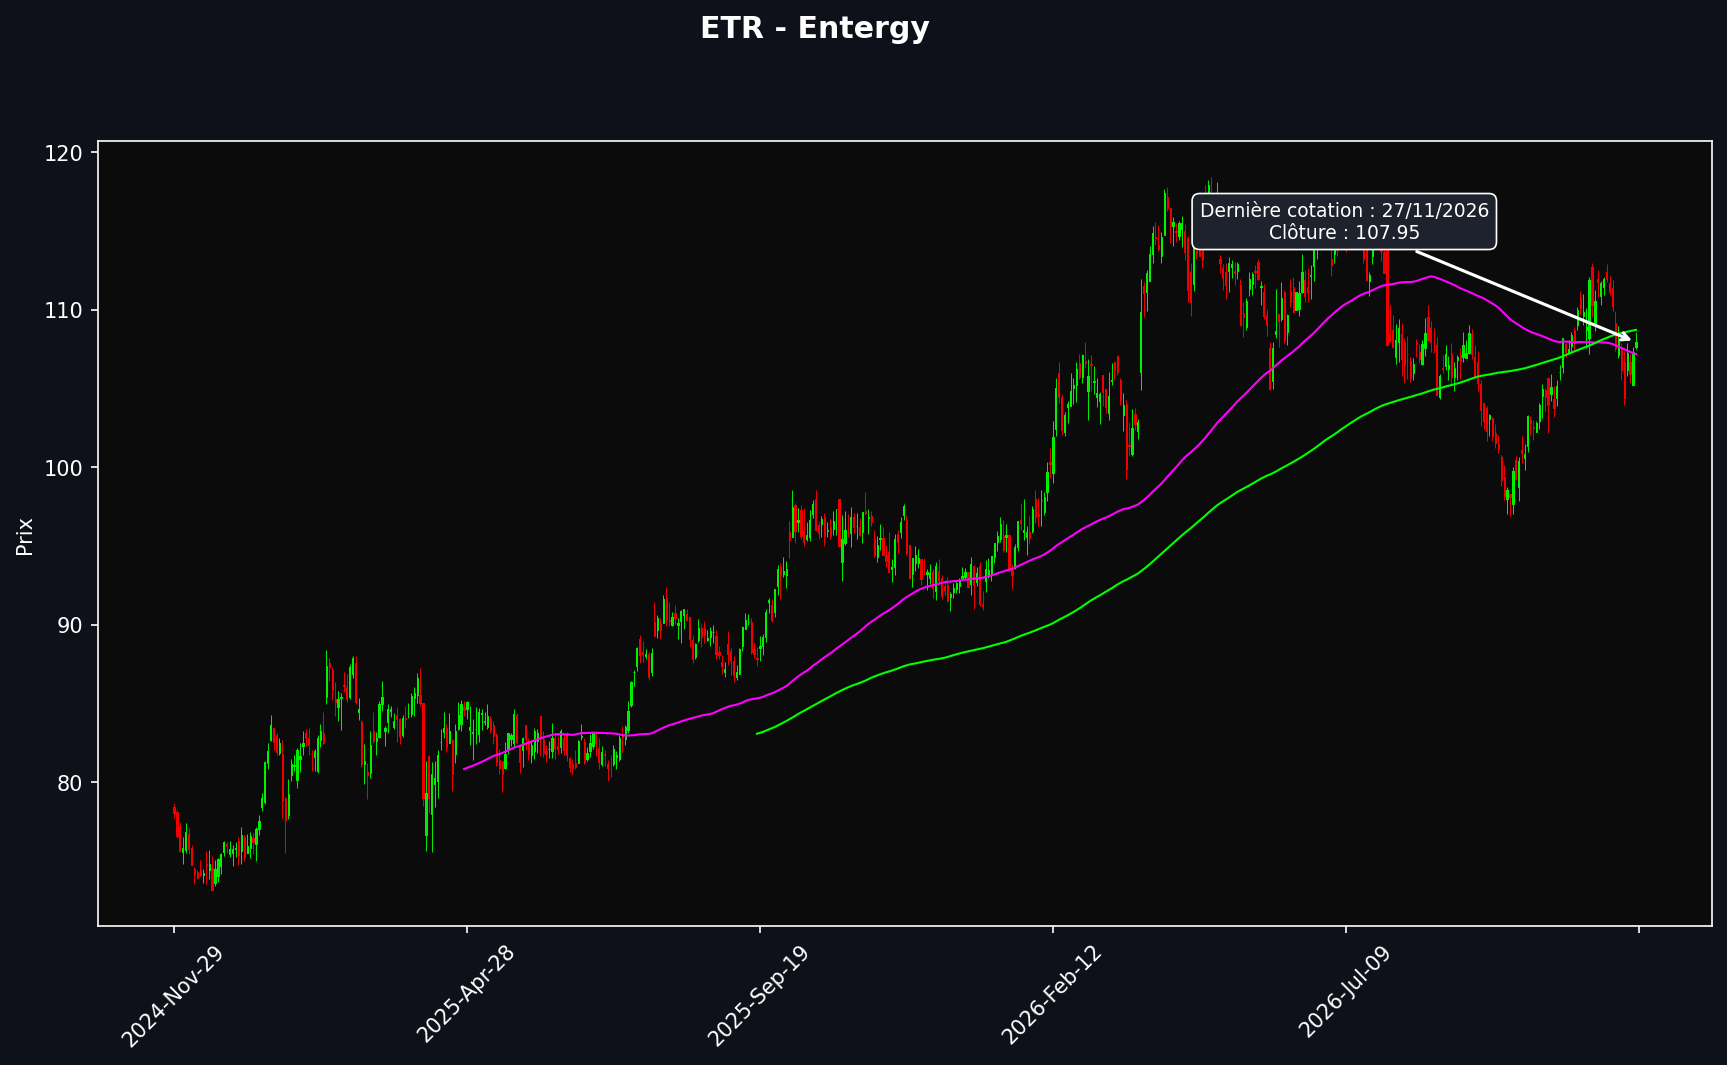 ETR - Entergy
Dernière cotation : 27/11/2026
Clôture : 107.95
Prix
120
110
100
90
80
2024-Nov-29
2025-Apr-28
2025-Sep-19
2026-Feb-12
2026-Jul-09